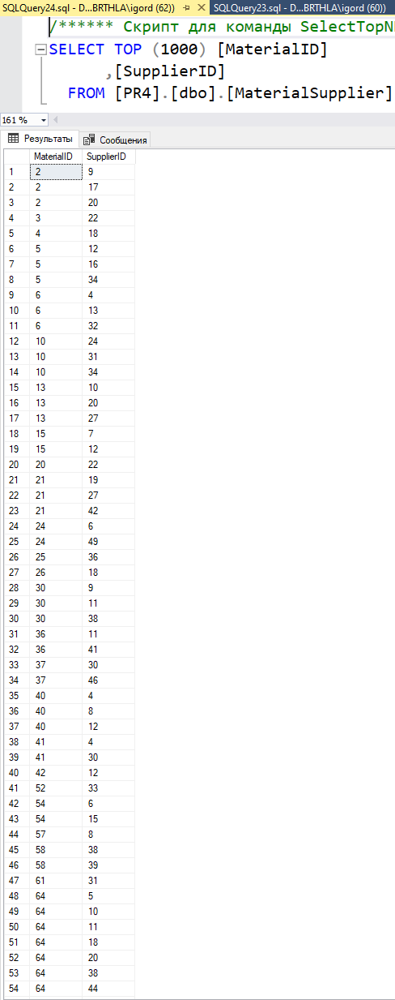 SQLQuery24.sql - D...BRTHLA\igord (62)) SQLQuery23.sql - D...BRTHLA\igord (60))
/****** Скрипт для команды SelectTopN
SELECT TOP (1000) [MaterialID]
,[SupplierID]
FROM [PR4].[dbo].[MaterialSupplier]
161 %
Результаты Сообщения
MaterialID SupplierID
1 2 9
2 2 17
3 2 20
4 3 22
5 4 18
6 5 12
7 5 16
8 5 34
9 6 4
10 6 13
11 6 32
12 10 24
13 10 31
14 10 34
15 13 10
16 13 20
17 13 27
18 15 7
19 15 12
20 20 22
21 21 19
22 21 27
23 21 42
24 24 6
25 24 49
26 25 36
27 26 18
28 30 9
29 30 11
30 30 38
31 36 11
32 36 41
33 37 30
34 37 46
35 40 4
36 40 8
37 40 12
38 41 4
39 41 30
40 42 12
41 52 33
42 54 6
43 54 15
44 57 8
45 58 38
46 58 39
47 61 31
48 64 5
49 64 10
50 64 11
51 64 18
52 64 20
53 64 38
54 64 44